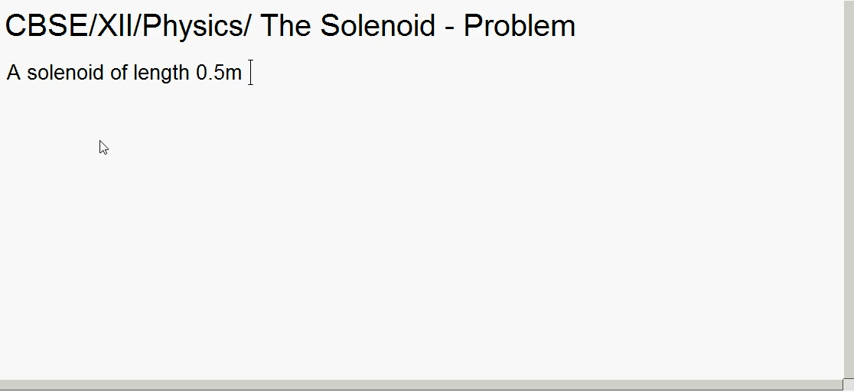 CBSE/XII/Physics/ The Solenoid - Problem
A solenoid of length 0.5m